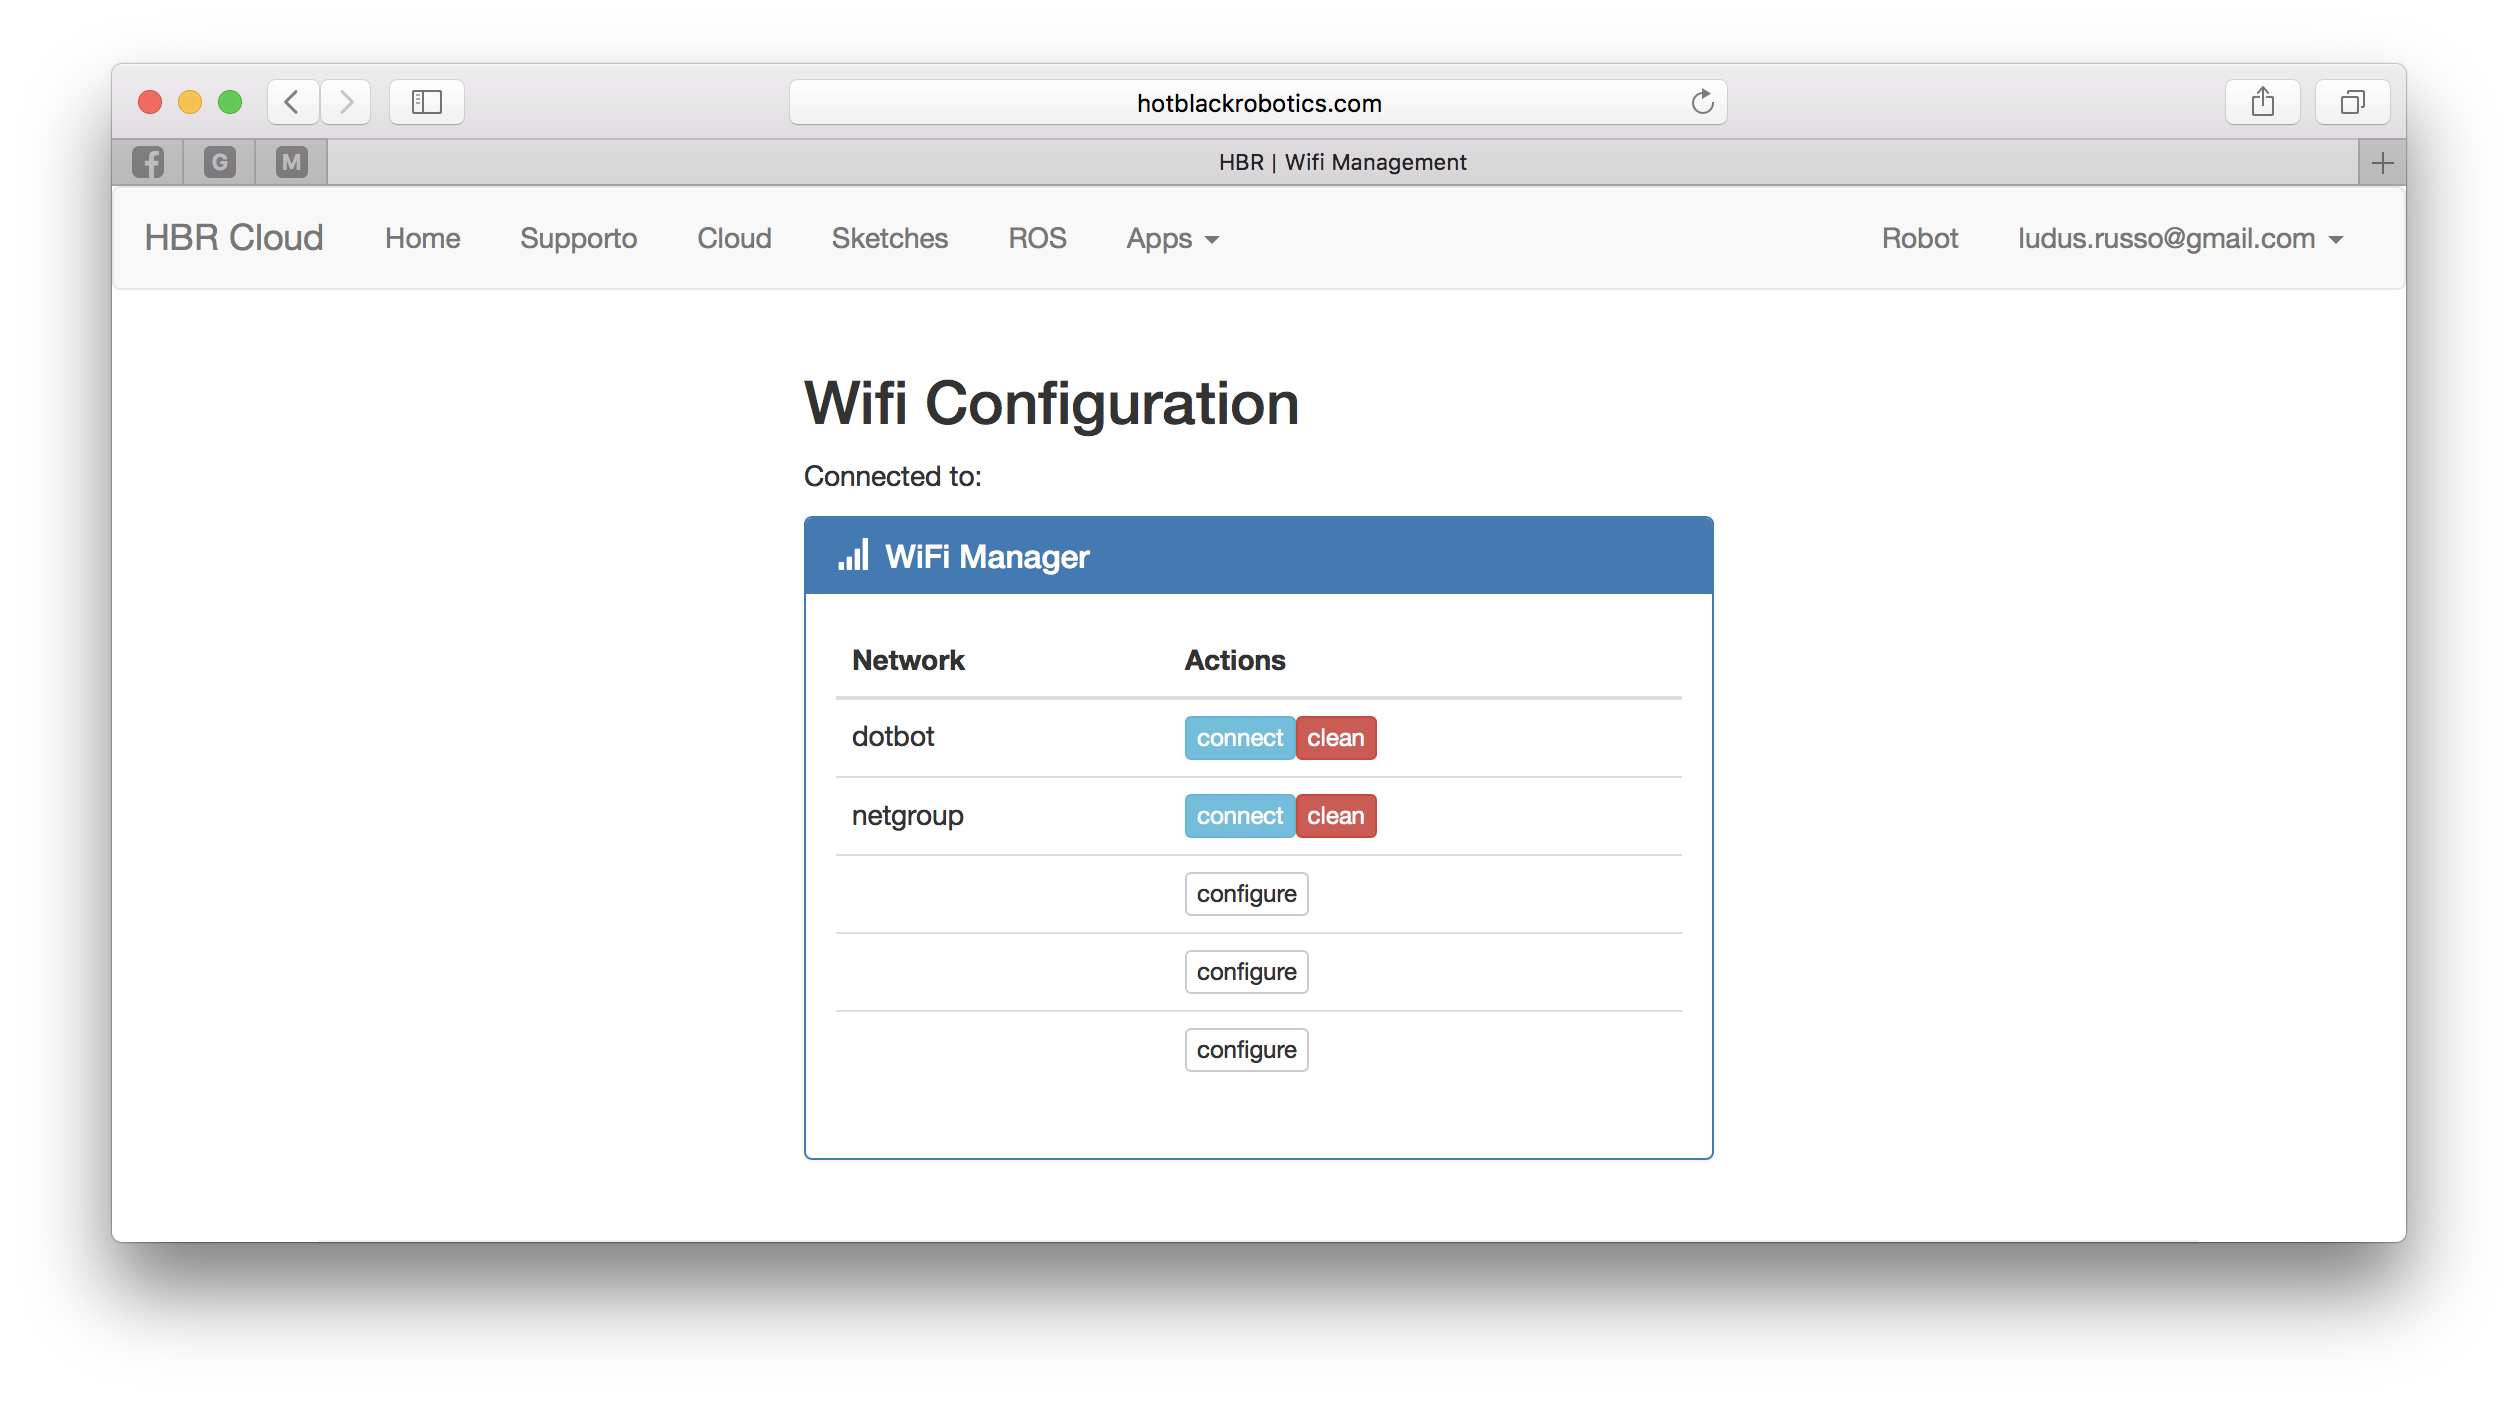 hotblackrobotics.com
G M HBR | Wifi Management
HBR Cloud Home Supporto Cloud Sketches ROS Apps Robot ludus.russo@gmail.com
Wifi Configuration
Connected to:
WiFi Manager
Network Actions
dotbot connect clean
netgroup connect clean
configure
configure
configure